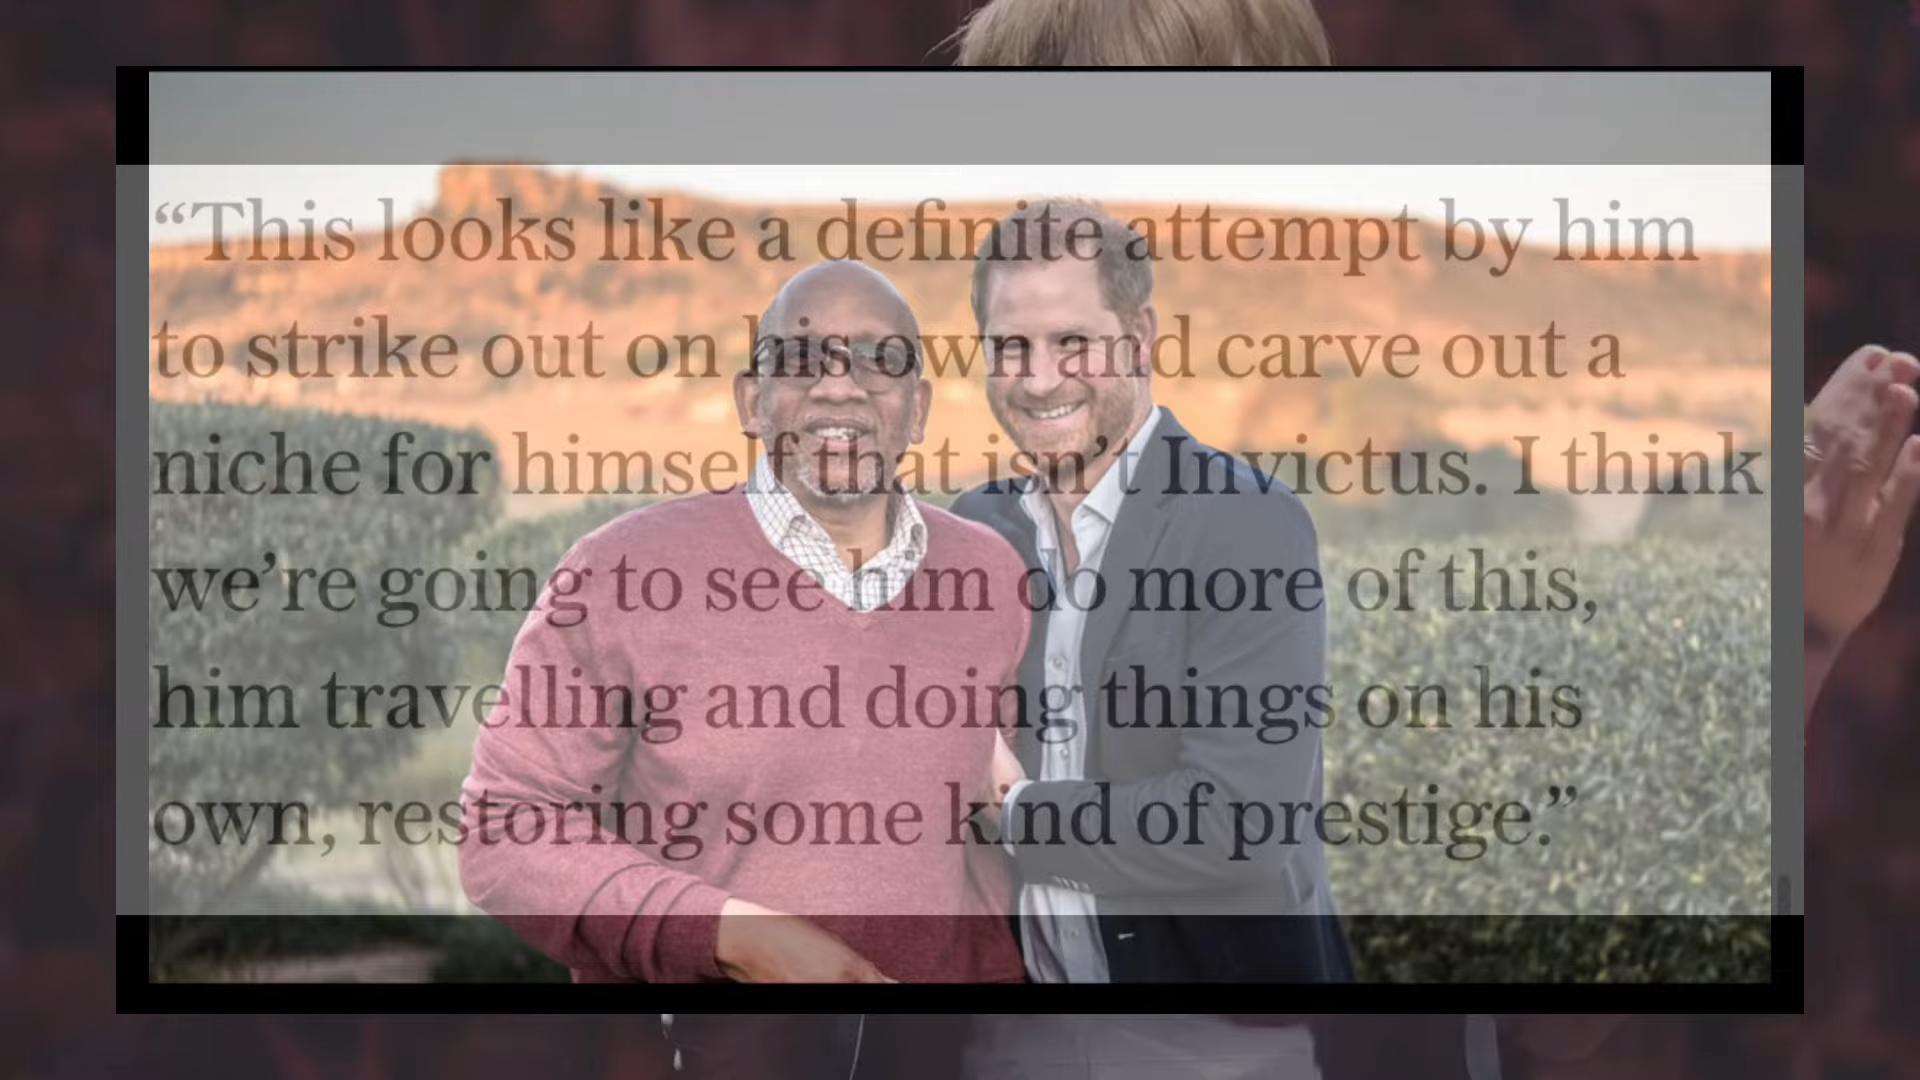 “This looks like a definite attempt by him
to strike out on his own and carve out a
niche for himself that isn’t Invictus. I think
we’re going to see him do more of this,
him travelling and doing things on his
own, restoring some kind of prestige.”